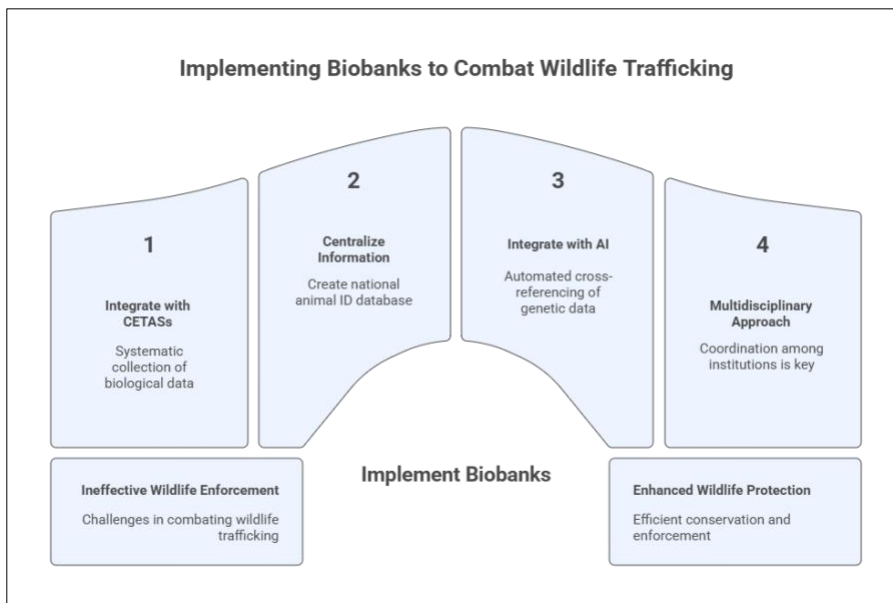 Implementing Biobanks to Combat Wildlife Trafficking
1
Integrate with
CETASs
Systematic
collection of
biological data
2
Centralize
Information
Create national
animal ID database
3
Integrate with AI
Automated cross-
referencing of
genetic data
4
Multidisciplinary
Approach
Coordination among
institutions is key
Ineffective Wildlife Enforcement
Challenges in combating wildlife
trafficking
Implement Biobanks
Enhanced Wildlife Protection
Efficient conservation and
enforcement